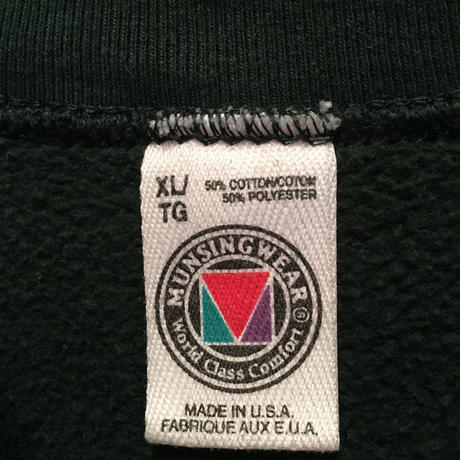 XL/ 50% COTTON/COTON
TG 50% POLYESTER
MUNSINGWEAR
World Class Comfort
MADE IN U.S.A.
FABRIQUE AUX E.U.A.